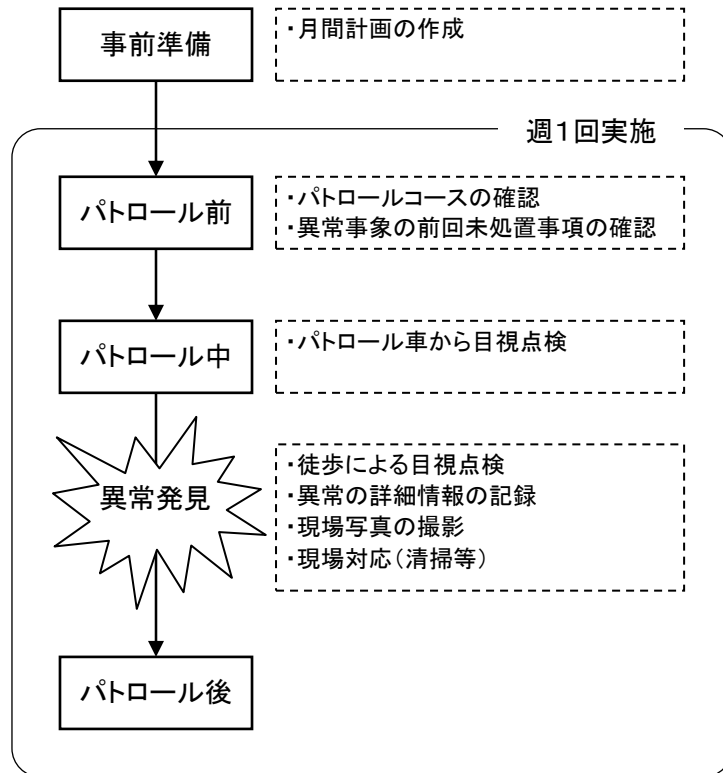 事前準備
・月間計画の作成
週1回実施
パトロール前
・パトロールコースの確認
・異常事象の前回未処置事項の確認
パトロール中
・パトロール車から目視点検
異常発見
・徒歩による目視点検
・異常の詳細情報の記録
・現場写真の撮影
・現場対応(清掃等)
パトロール後